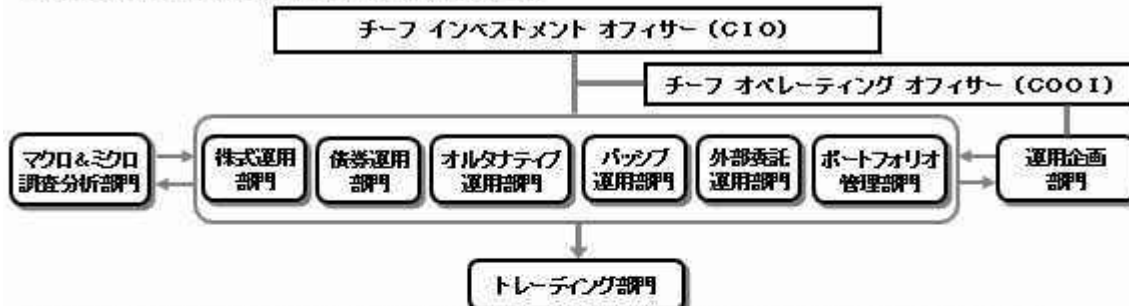 チーフ インベストメント オフィサー (CIO)
チーフ オペレーティング オフィサー (COOI)
マクロ&ミクロ
調査分析部門
株式運用
部門
債券運用
部門
オルタナティブ
運用部門
パッシブ
運用部門
外部委託
運用部門
ポートフォリオ
管理部門
運用企画
部門
トレーディング部門